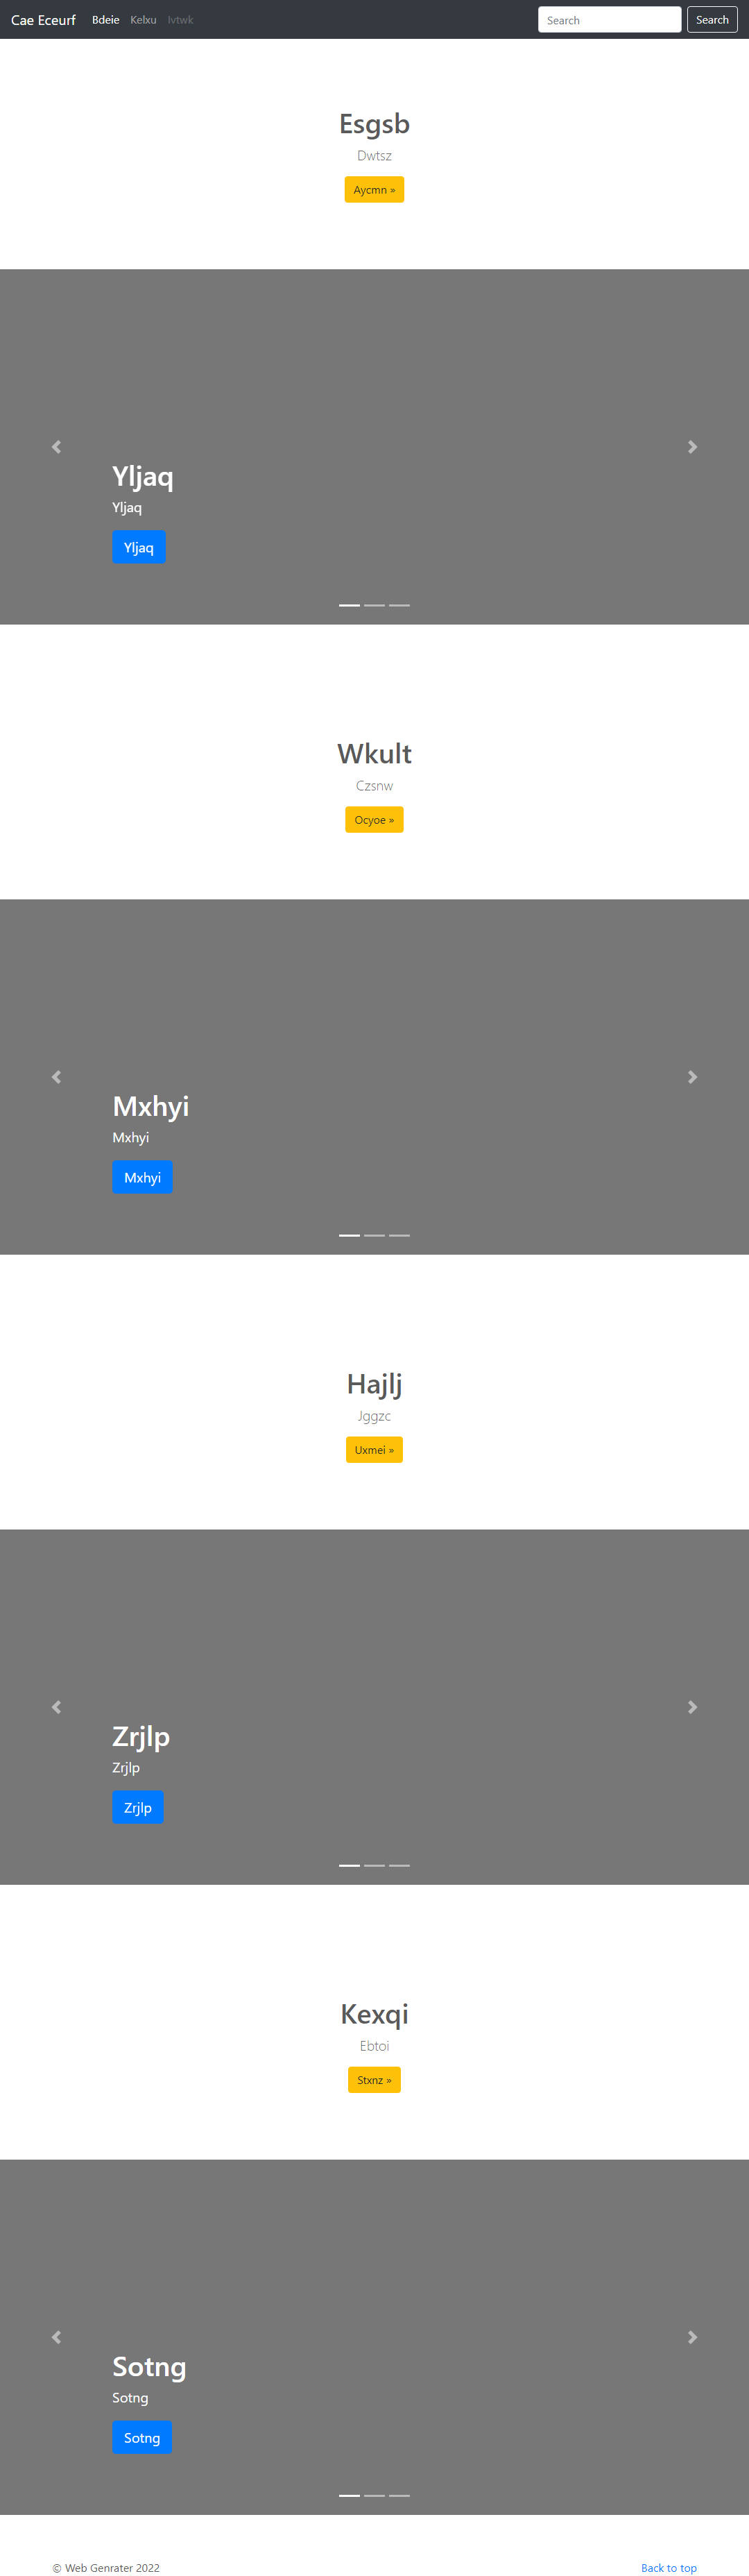 Cae Eceurf Bdeie Kelxu Ivtwk Search Search
Esgsb
Dwtsz
Aycmn »
Yljaq
Yljaq
Yljaq
Wkult
Czsnw
Ocyoe »
Mxhyi
Mxhyi
Mxhyi
Hajlj
Jggzc
Uxmei »
Zrjlp
Zrjlp
Zrjlp
Kexqi
Ebtoi
Stxnz »
Sotng
Sotng
Sotng
© Web Genrater 2022 Back to top